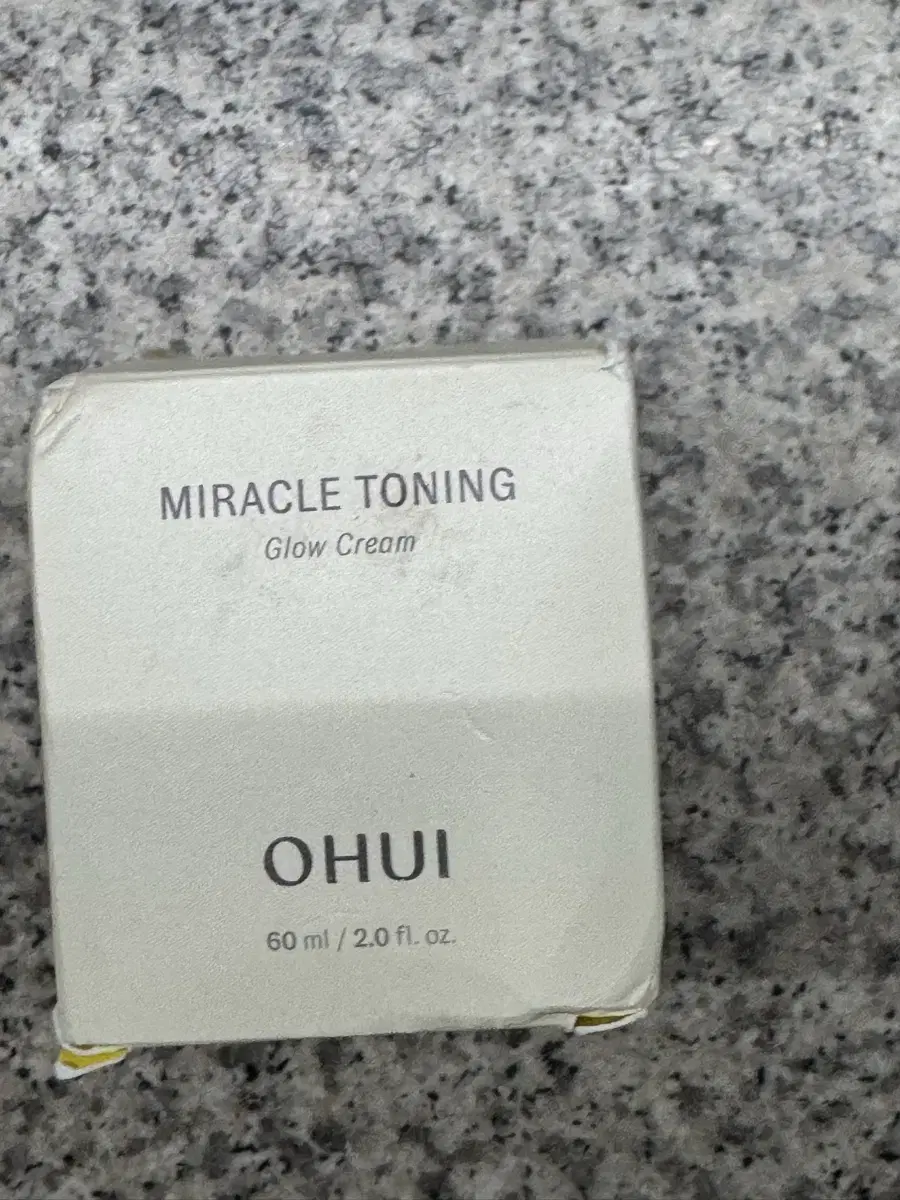 MIRACLE TONING
Glow Cream
OHUI
60 ml / 2.0 fl. oz.